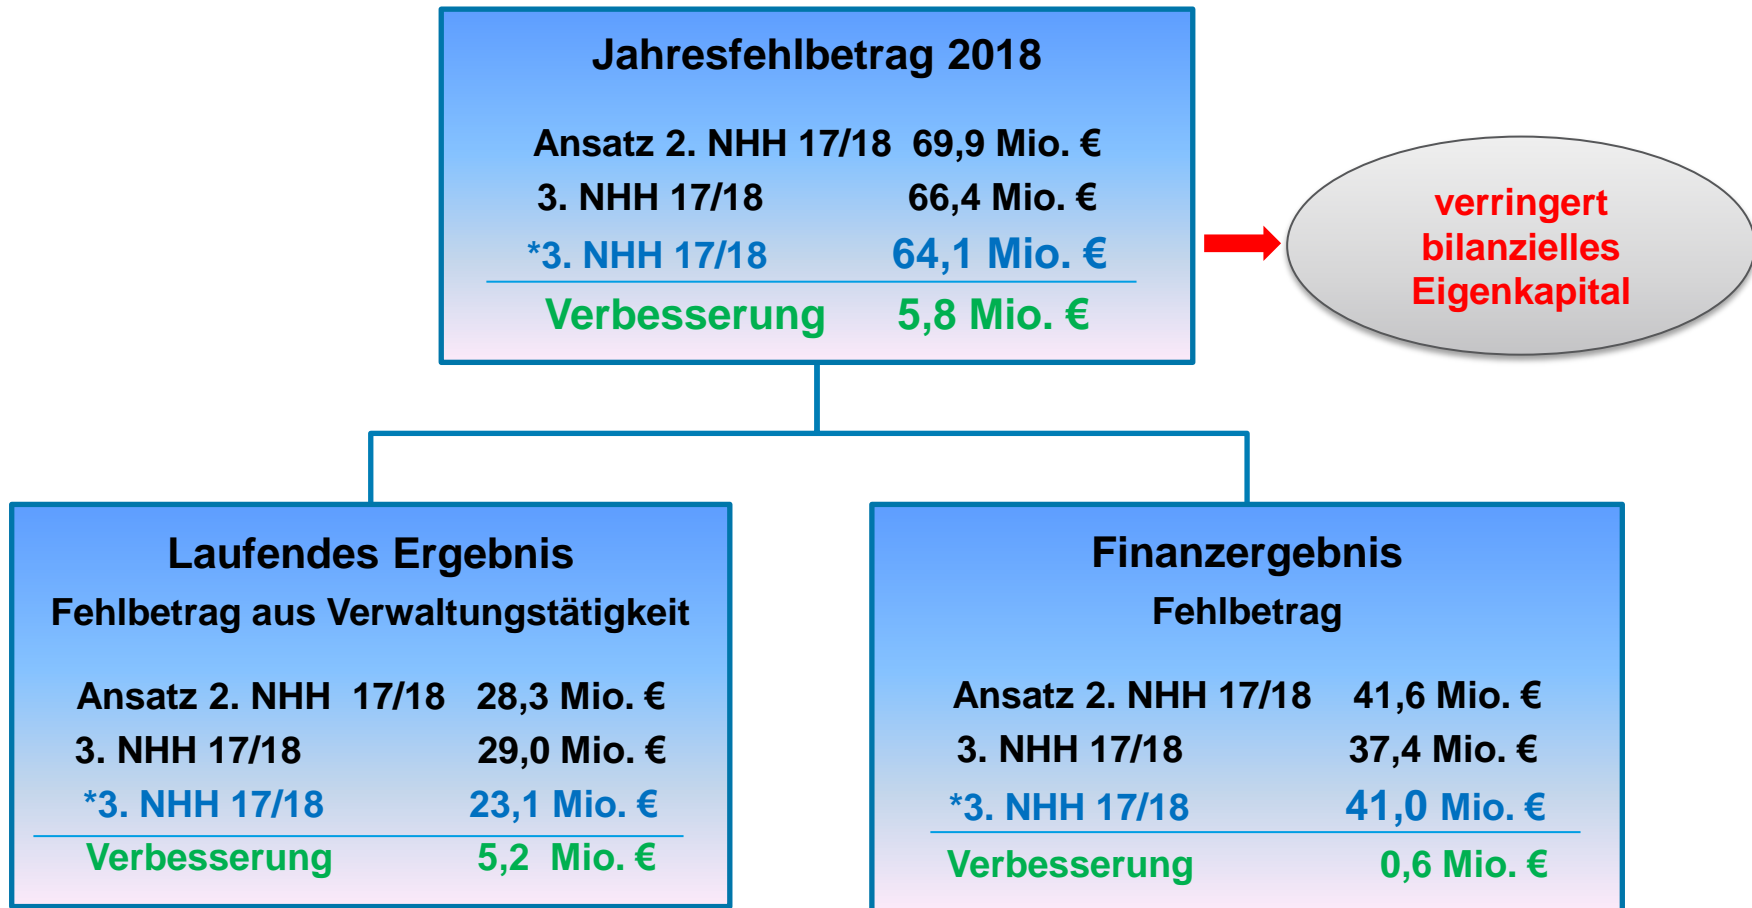 Jahresfehlbetrag 2018
Ansatz 2. NHH 17/18 69,9 Mio. €
3. NHH 17/18 66,4 Mio. €
*3. NHH 17/18 64,1 Mio. €
Verbesserung 5,8 Mio. €
verringert
bilanzielles
Eigenkapital
Laufendes Ergebnis
Fehlbetrag aus Verwaltungstätigkeit
Ansatz 2. NHH 17/18 28,3 Mio. €
3. NHH 17/18 29,0 Mio. €
*3. NHH 17/18 23,1 Mio. €
Verbesserung 5,2 Mio. €
Finanzergebnis
Fehlbetrag
Ansatz 2. NHH 17/18 41,6 Mio. €
3. NHH 17/18 37,4 Mio. €
*3. NHH 17/18 41,0 Mio. €
Verbesserung 0,6 Mio. €